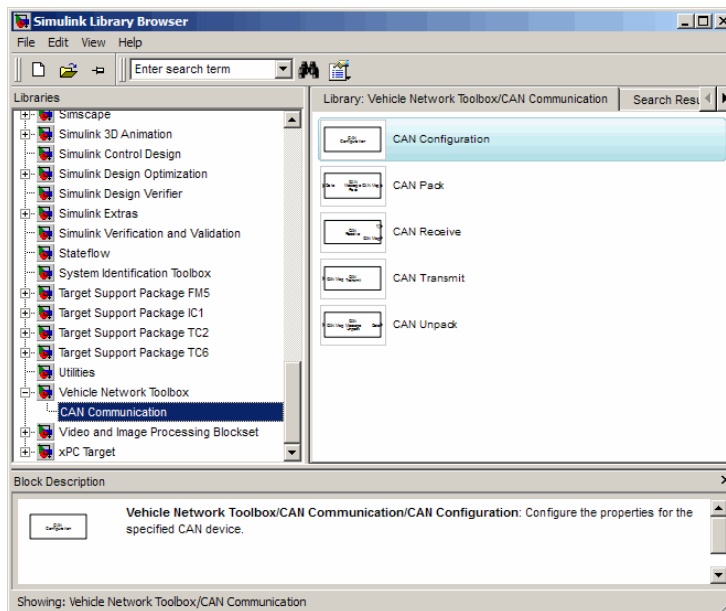 Simulink Library Browser
File Edit View Help
Enter search term
Libraries
Library: Vehicle Network Toolbox/CAN Communication
Simscape
Simulink 3D Animation
Simulink Control Design
Simulink Design Optimization
Simulink Design Verifier
Simulink Extras
Simulink Verification and Validation
Stateflow
System Identification Toolbox
Target Support Package FM5
Target Support Package IC1
Target Support Package TC2
Target Support Package TC6
Utilities
Vehicle Network Toolbox
CAN Communication
Video and Image Processing Blockset
xPC Target
Search Resu
CAN Configuration
CAN Pack
CAN Receive
CAN Transmit
CAN Unpack
Block Description
Vehicle Network Toolbox/CAN Communication/CAN Configuration: Configure the properties for the
specified CAN device.
Showing: Vehicle Network Toolbox/CAN Communication